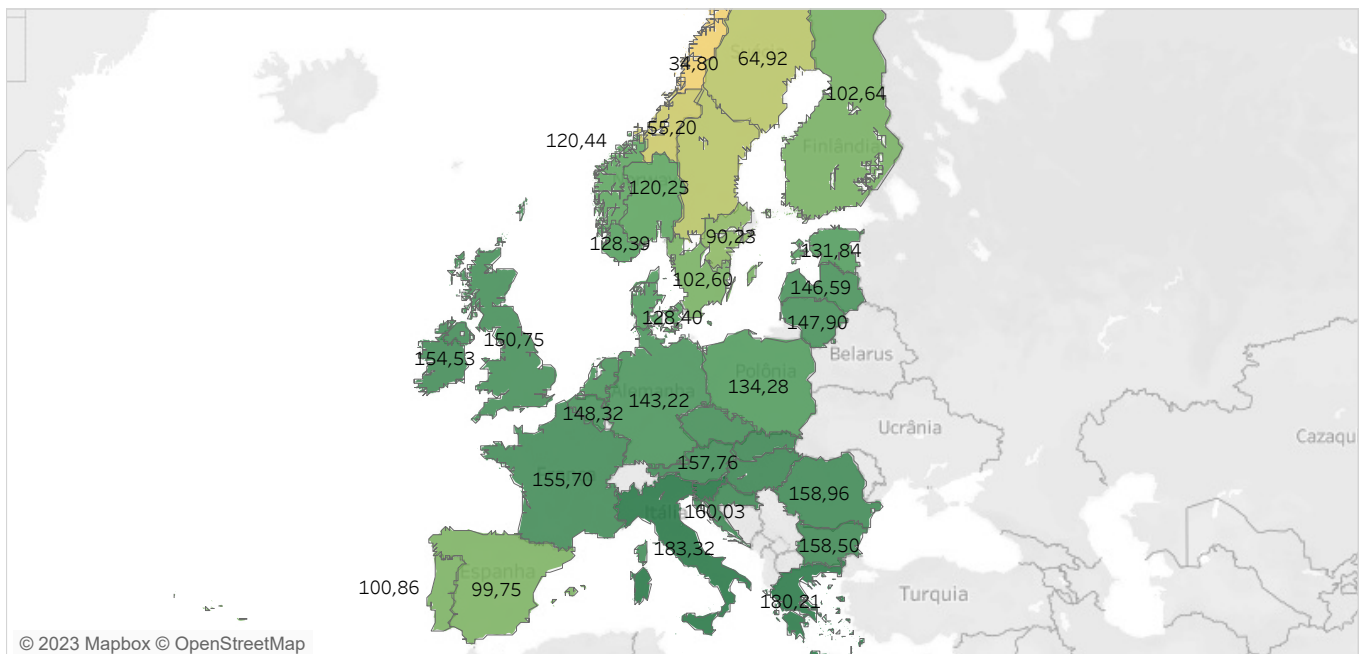 34,80
64,92
102,64
120,44
55,20
Finlândia
120,25
128,39
90,23
131,84
102,60
146,59
128,40
147,90
150,75
154,53
Belarus
Polônia
Alemanha
134,28
143,22
148,32
Ucrânia
Cazaqu
157,76
155,70
158,96
Itália
160,03
183,32
158,50
Espanha
100,86
99,75
Turquia
180,21
© 2023 Mapbox © OpenStreetMap